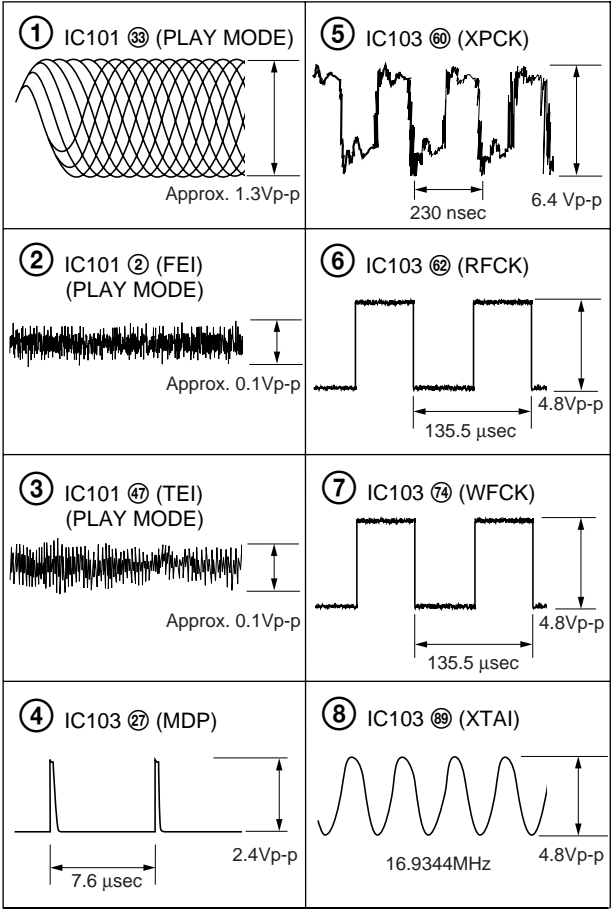 ① IC101 ㉝ (PLAY MODE)
Approx. 1.3Vp-p
② IC101 ② (FEI)
(PLAY MODE)
Approx. 0.1Vp-p
③ IC101 ㊼ (TEI)
(PLAY MODE)
Approx. 0.1Vp-p
④ IC103 ㉗ (MDP)
2.4Vp-p
7.6 µsec
⑤ IC103 60 (XPCK)
6.4 Vp-p
230 nsec
⑥ IC103 62 (RFCK)
4.8Vp-p
135.5 µsec
⑦ IC103 74 (WFCK)
4.8Vp-p
135.5 µsec
⑧ IC103 89 (XTAI)
4.8Vp-p
16.9344MHz